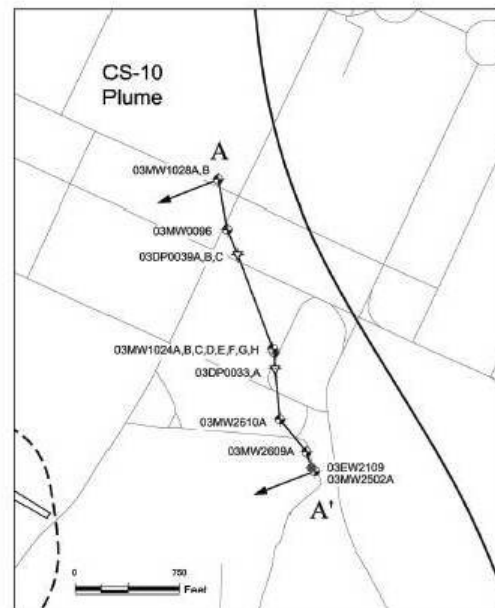 CS-10
Plume
A
03MW1028A,B
03MW0096
03DP0039A,B,C
03MW1024A,B,C,D,E,F,G,H
03DP0033,A
03MW2610A
03MW2609A
03EW2109
03MW2502A
A'
0 750
Feet